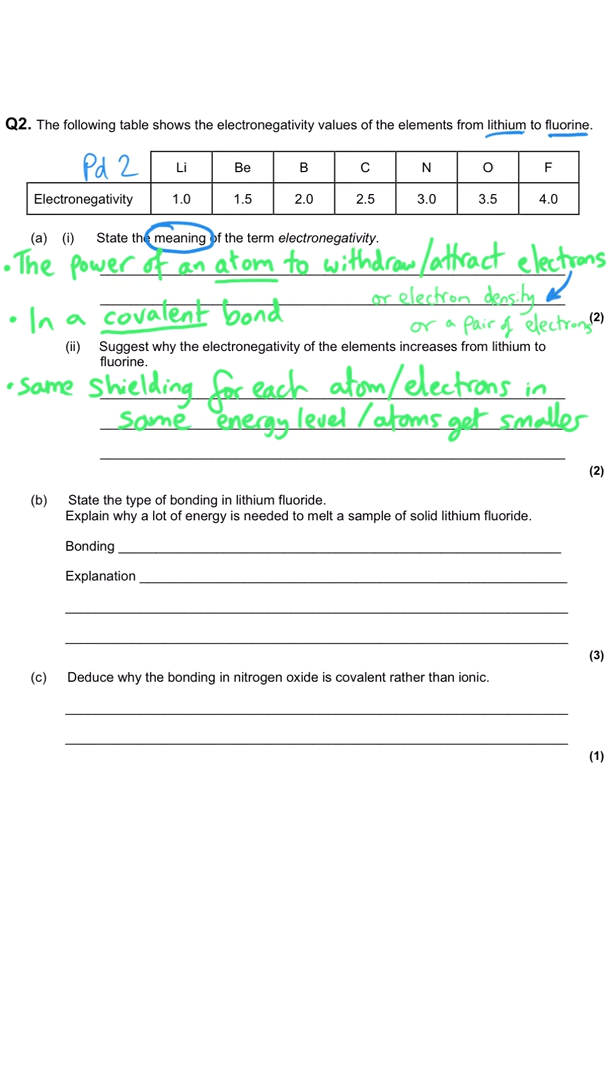 Q2. The following table shows the electronegativity values of the elements from lithium to fluorine.
Pd 2
Li Be B C N O F
Electronegativity 1.0 1.5 2.0 2.5 3.0 3.5 4.0
(a) (i) State the meaning of the term electronegativity.
• The power of an atom to withdraw/attract electrons
or electron density
• In a covalent bond
or a pair of electrons
(2)
(ii) Suggest why the electronegativity of the elements increases from lithium to
fluorine.
• Same shielding for each atom/electrons in
same energy level/atoms get smaller
(2)
(b) State the type of bonding in lithium fluoride.
Explain why a lot of energy is needed to melt a sample of solid lithium fluoride.
Bonding
Explanation
(3)
(c) Deduce why the bonding in nitrogen oxide is covalent rather than ionic.
(1)